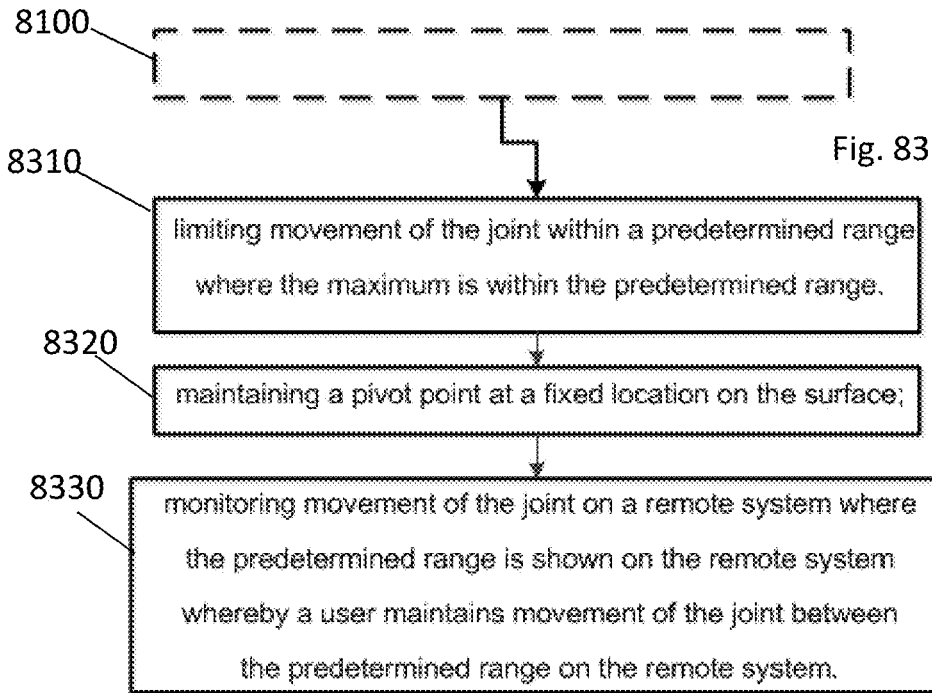 8100
Fig. 83
8310
limiting movement of the joint within a predetermined range
where the maximum is within the predetermined range.
8320
maintaining a pivot point at a fixed location on the surface;
8330
monitoring movement of the joint on a remote system where
the predetermined range is shown on the remote system
whereby a user maintains movement of the joint between
the predetermined range on the remote system.